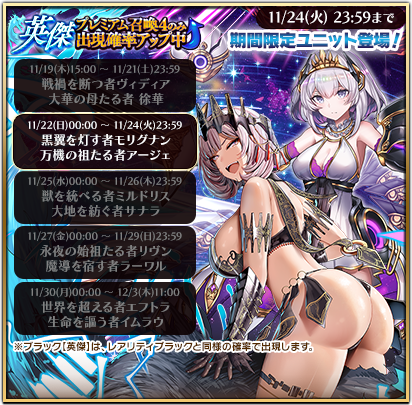 英傑
プレミアム召喚4のみ
出現確率アップ中
11/24(火) 23:59まで
期間限定ユニット登場!
11/19(木)15:00 ～ 11/21(土)23:59
戦禍を断つ者ヴィディア
大華の母たる者 徐華
11/22(日)00:00 ～ 11/24(火)23:59
黒翼を灯す者モリグナン
万機の祖たる者アージェ
11/25(水)00:00 ～ 11/26(木)23:59
獣を統べる者ミルドリス
大地を紡ぐ者サナラ
11/27(金)00:00 ～ 11/29(日)23:59
永夜の始祖たる者リヴン
魔導を宿す者ラーワル
11/30(月)00:00 ～ 12/3(木)11:00
世界を超える者エフトラ
生命を謳う者イムラウ
※ブラック【英傑】は、レアリティブラックと同様の確率で出現します。